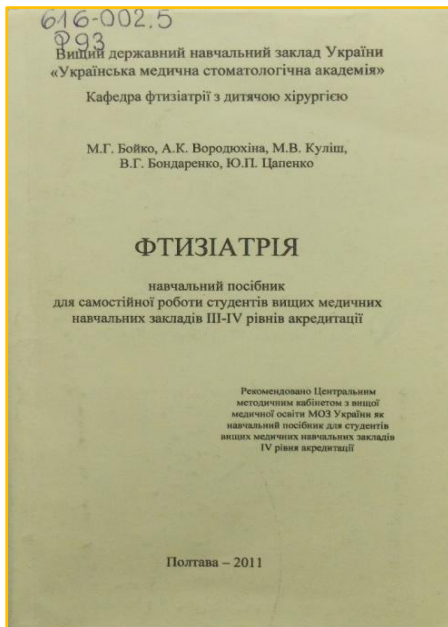 616-002.5
Ф93
Вищий державний навчальний заклад України
«Українська медична стоматологічна академія»
Кафедра фтизіатрії з дитячою хірургією
М.Г. Бойко, А.К. Вородюхіна, М.В. Куліш,
В.Г. Бондаренко, Ю.П. Цапенко
ФТИЗІАТРІЯ
навчальний посібник
для самостійної роботи студентів вищих медичних
навчальних закладів III-IV рівнів акредитації
Рекомендовано Центральним
методичним кабінетом з вищої
медичної освіти МОЗ України як
навчальний посібник для студентів
вищих медичних навчальних закладів
IV рівня акредитації
Полтава – 2011